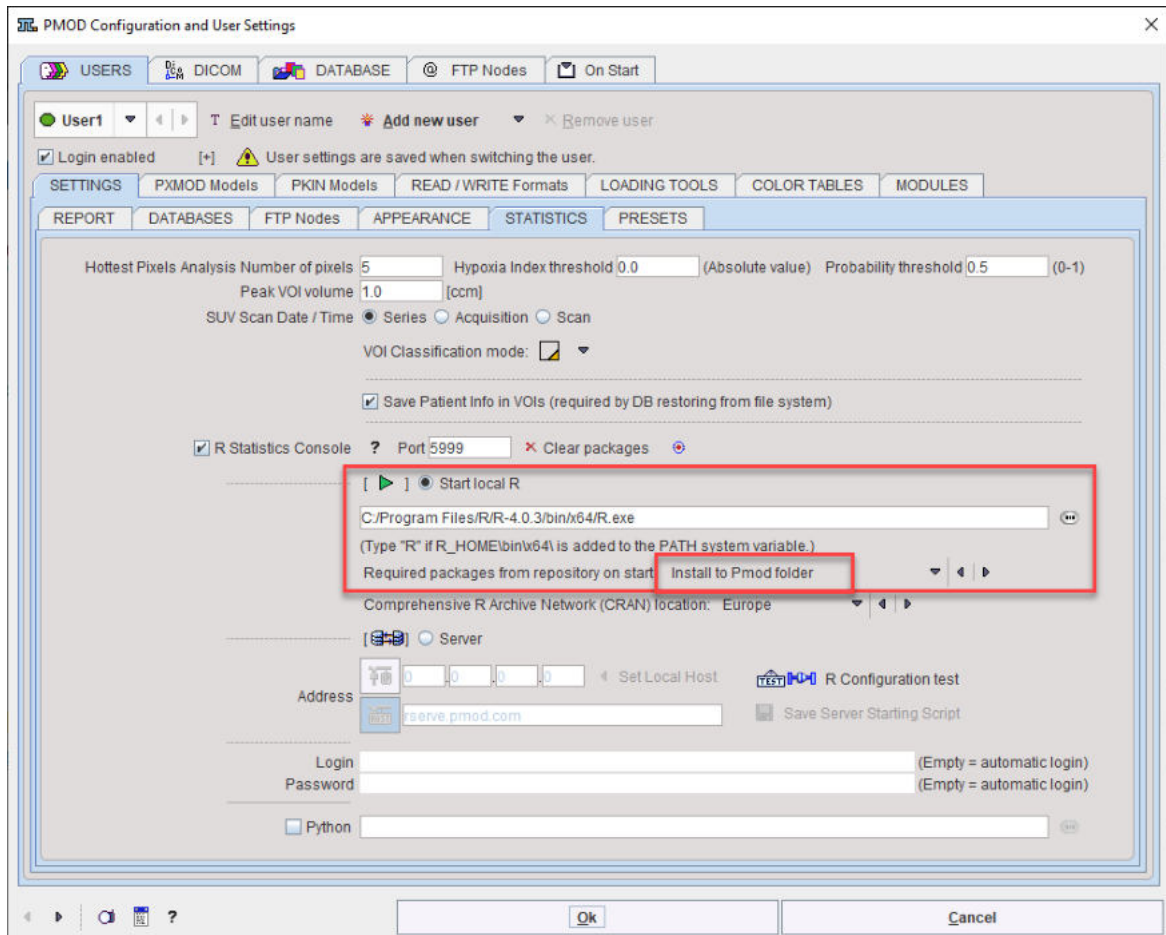 PMOD Configuration and User Settings
USERS DICOM DATABASE @ FTP Nodes On Start
User1 T Edit user name Add new user Remove user
Login enabled [+] User settings are saved when switching the user.
SETTINGS PXMOD Models PKIN Models READ / WRITE Formats LOADING TOOLS COLOR TABLES MODULES
REPORT DATABASES FTP Nodes APPEARANCE STATISTICS PRESETS
Hottest Pixels Analysis Number of pixels 5 Hypoxia Index threshold 0.0 (Absolute value) Probability threshold 0.5 (0-1)
Peak VOI volume 1.0 [ccm]
SUV Scan Date / Time Series Acquisition Scan
VOI Classification mode:
Save Patient Info in VOIs (required by DB restoring from file system)
R Statistics Console ? Port 5999 Clear packages
[ ] Start local R
C:/Program Files/R/R-4.0.3/bin/x64/R.exe
(Type "R" if R_HOME\bin\x64\ is added to the PATH system variable.)
Required packages from repository on start Install to Pmod folder
Comprehensive R Archive Network (CRAN) location: Europe
[ ] Server
Address 0 .0 .0 .0 Set Local Host TEST R Configuration test
rserve.pmod.com Save Server Starting Script
Login (Empty = automatic login)
Password (Empty = automatic login)
Python
? Ok Cancel